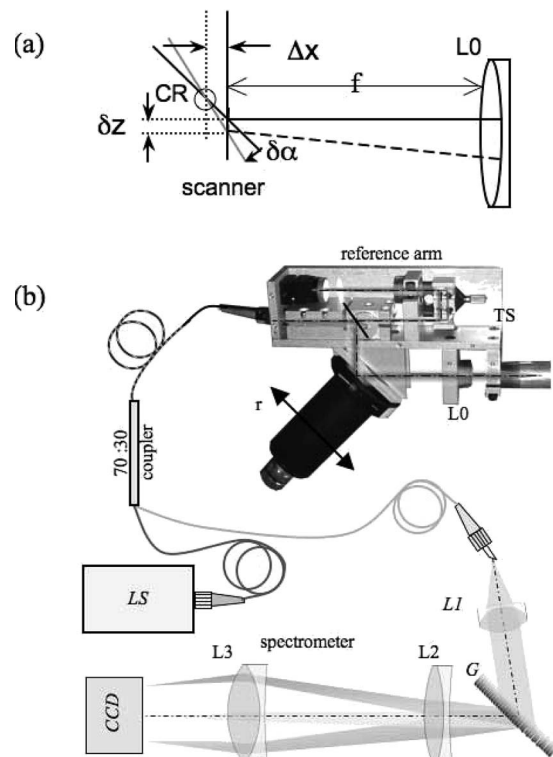 (a)
Δx
L0
CR
f
δz
δα
scanner
(b)
reference arm
TS
r
L0
70 :30
coupler
LS
L1
spectrometer
L3
L2
G
CCD